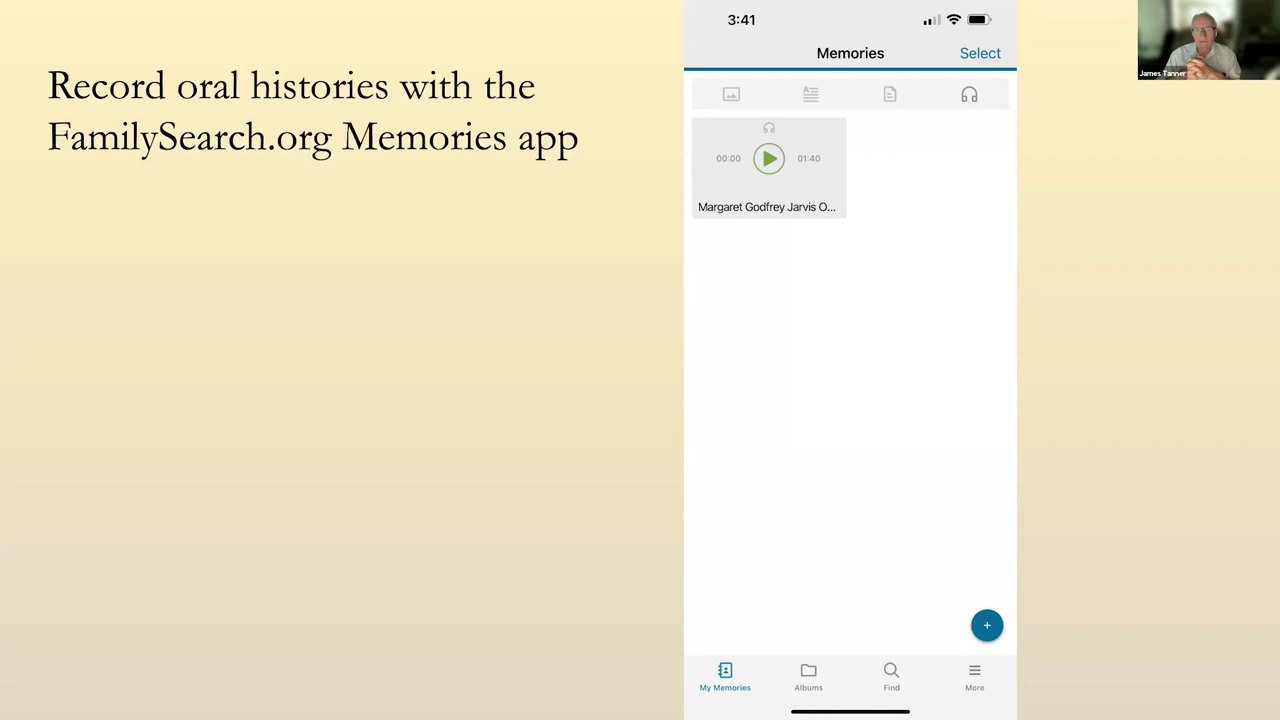 Record oral histories with the
FamilySearch.org Memories app
3:41
Memories
Select
00:00
01:40
Margaret Godfrey Jarvis O...
+
My Memories
Albums
Find
More
James Tanner